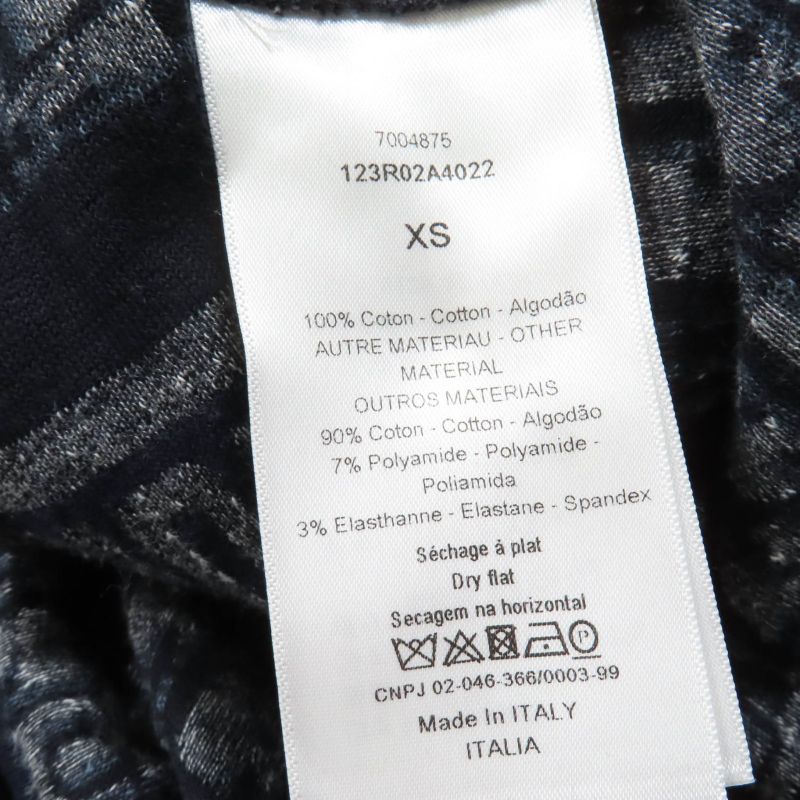 7004875
123R02A4022
XS
100% Coton - Cotton - Algodão
AUTRE MATERIAU - OTHER
MATERIAL
OUTROS MATERIAIS
90% Coton - Cotton - Algodão
7% Polyamide - Polyamide -
Poliamida
3% Elasthanne - Elastane - Spandex
Séchage à plat
Dry flat
Secagem na horizontal
P
CNPJ 02-046-366/0003-99
Made In ITALY
ITALIA